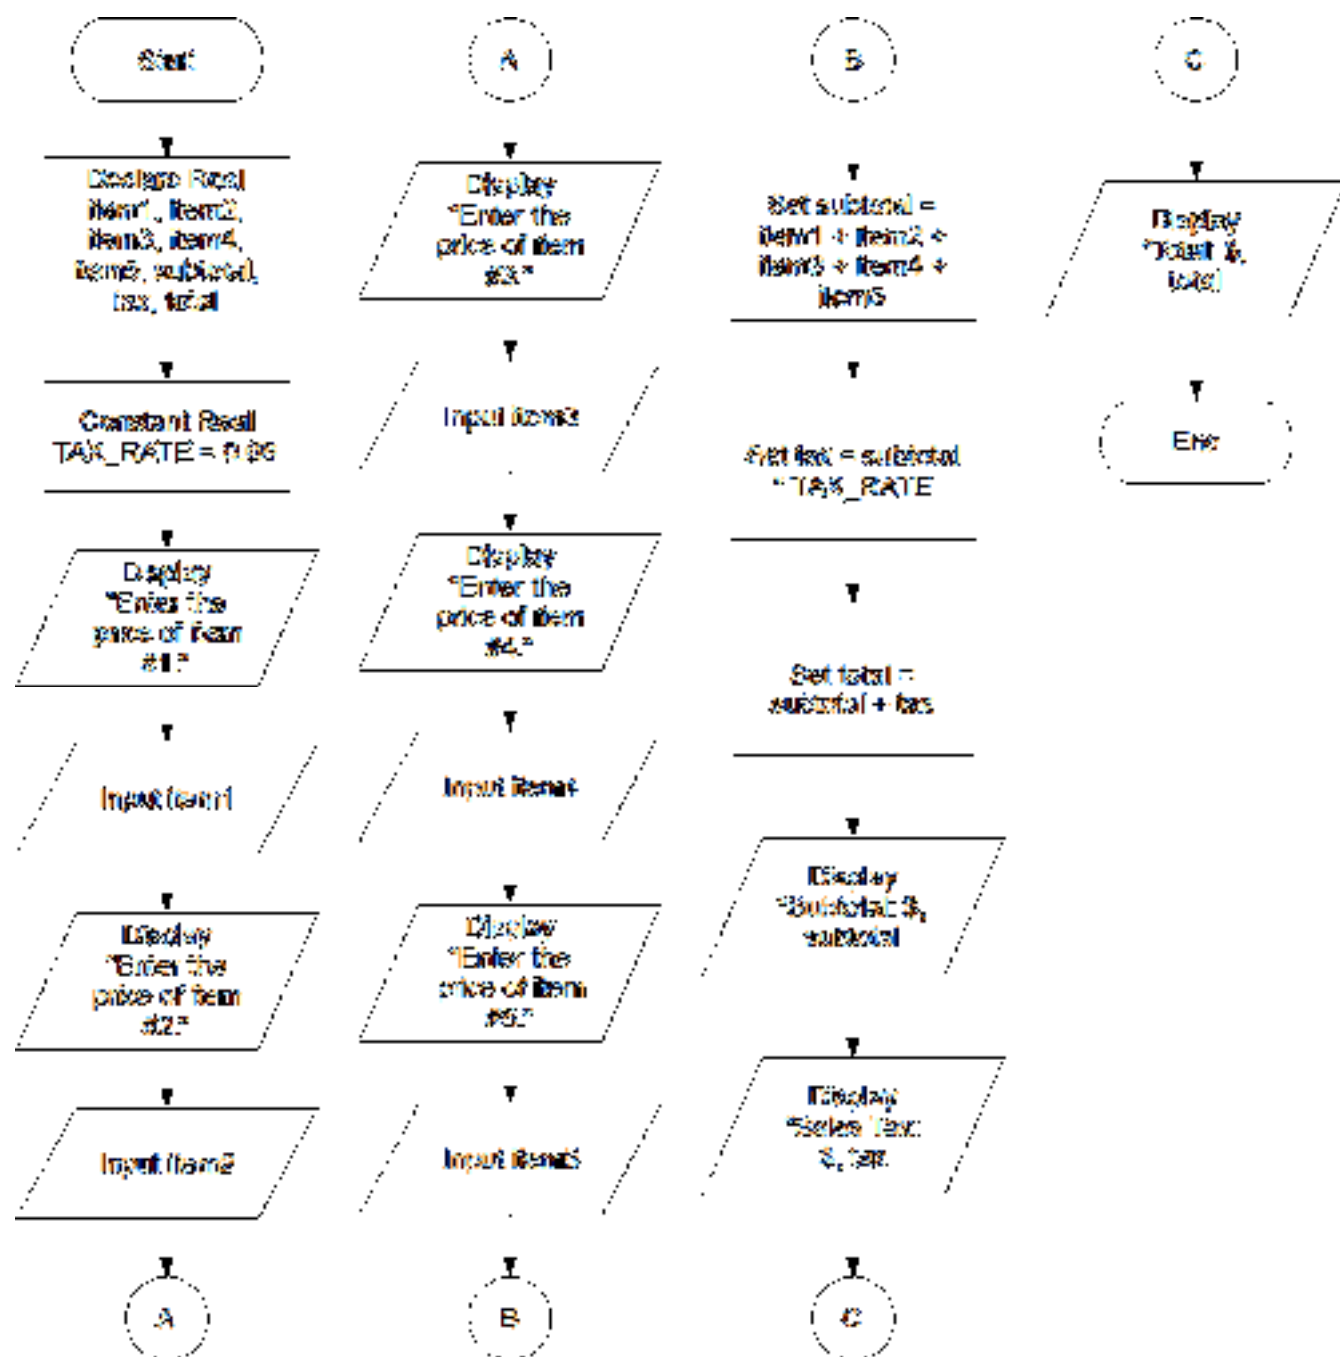 Start
Declare Real
item1, item2,
item3, item4,
item5, subtotal,
tax, total
Constant Real
TAX_RATE =
Display
"Enter the
price of item
#1."
Input item1
Display
"Enter the
price of item
#2."
Input item2
A
A
Display
"Enter the
price of item
#3."
Input item3
Display
"Enter the
price of item
#4."
Input item4
Display
"Enter the
price of item
#5."
Input item5
B
B
Set subtotal =
item1 + item2 +
item3 + item4 +
item5
Set tax = subtotal
* TAX_RATE
Set total =
subtotal + tax
Display
"Subtotal: $,
subtotal
Display
"Sales Tax:
$, tax
C
C
Display
"Total: $,
total
End